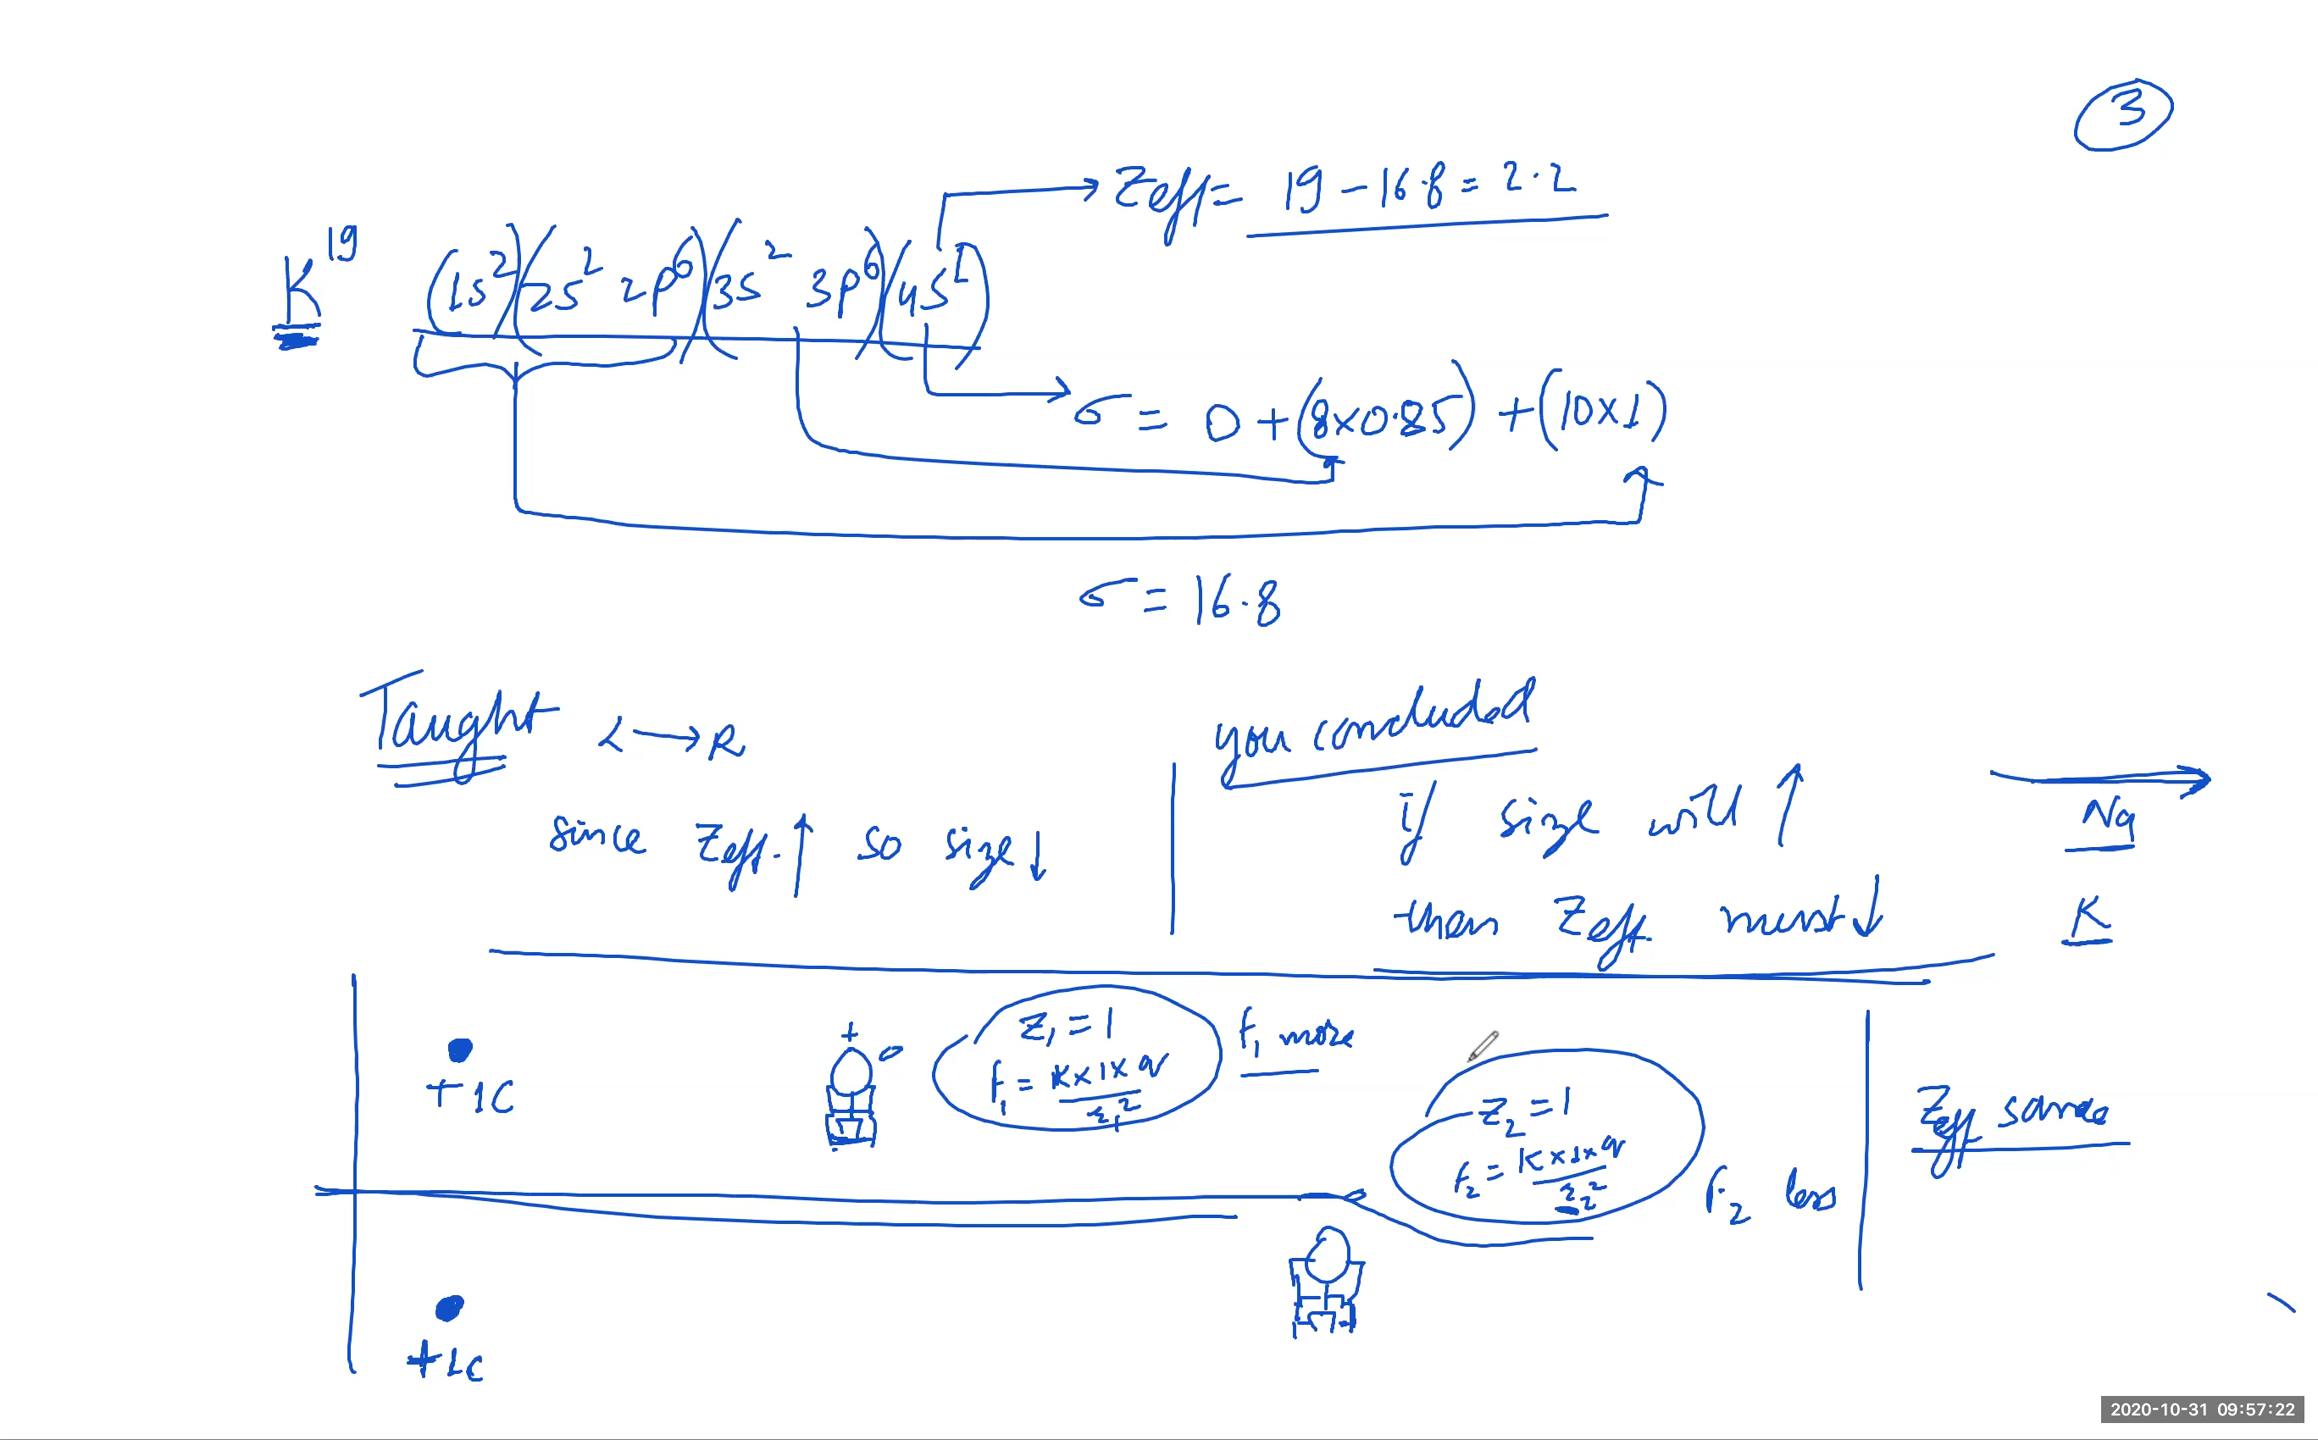 3
Zeff = 19 - 16.8 = 2.2
K 19 (1s²)(2s² 2p⁶)(3s² 3p⁶)(4s¹)
σ = 0 + (8×0.85) + (10×1)
σ = 16.8
Taught L → R
since Zeff. ↑ so size ↓
you concluded
if size will ↑
then Zeff. must ↓
→
Na
K
+1C
+
Z₁ = 1
f₁ = K×1×q / r₁²
f₁ more
Z₂ = 1
f₂ = K×1×q / r₂²
F₂ less
Zeff same
+1C
2020-10-31 09:57:22